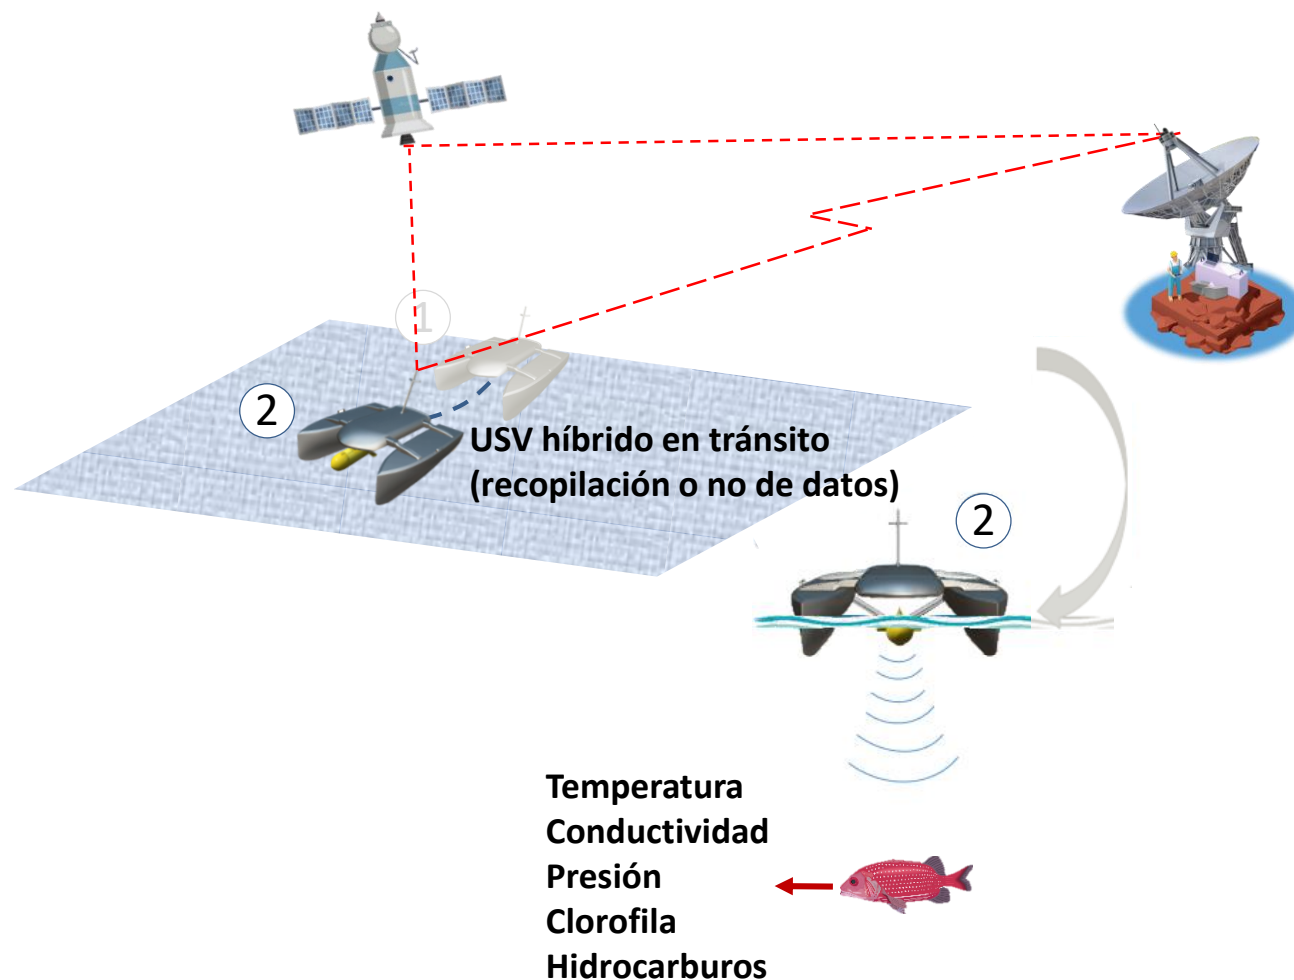 1
2
USV híbrido en tránsito
(recopilación o no de datos)
2
Temperatura
Conductividad
Presión
Clorofila
Hidrocarburos